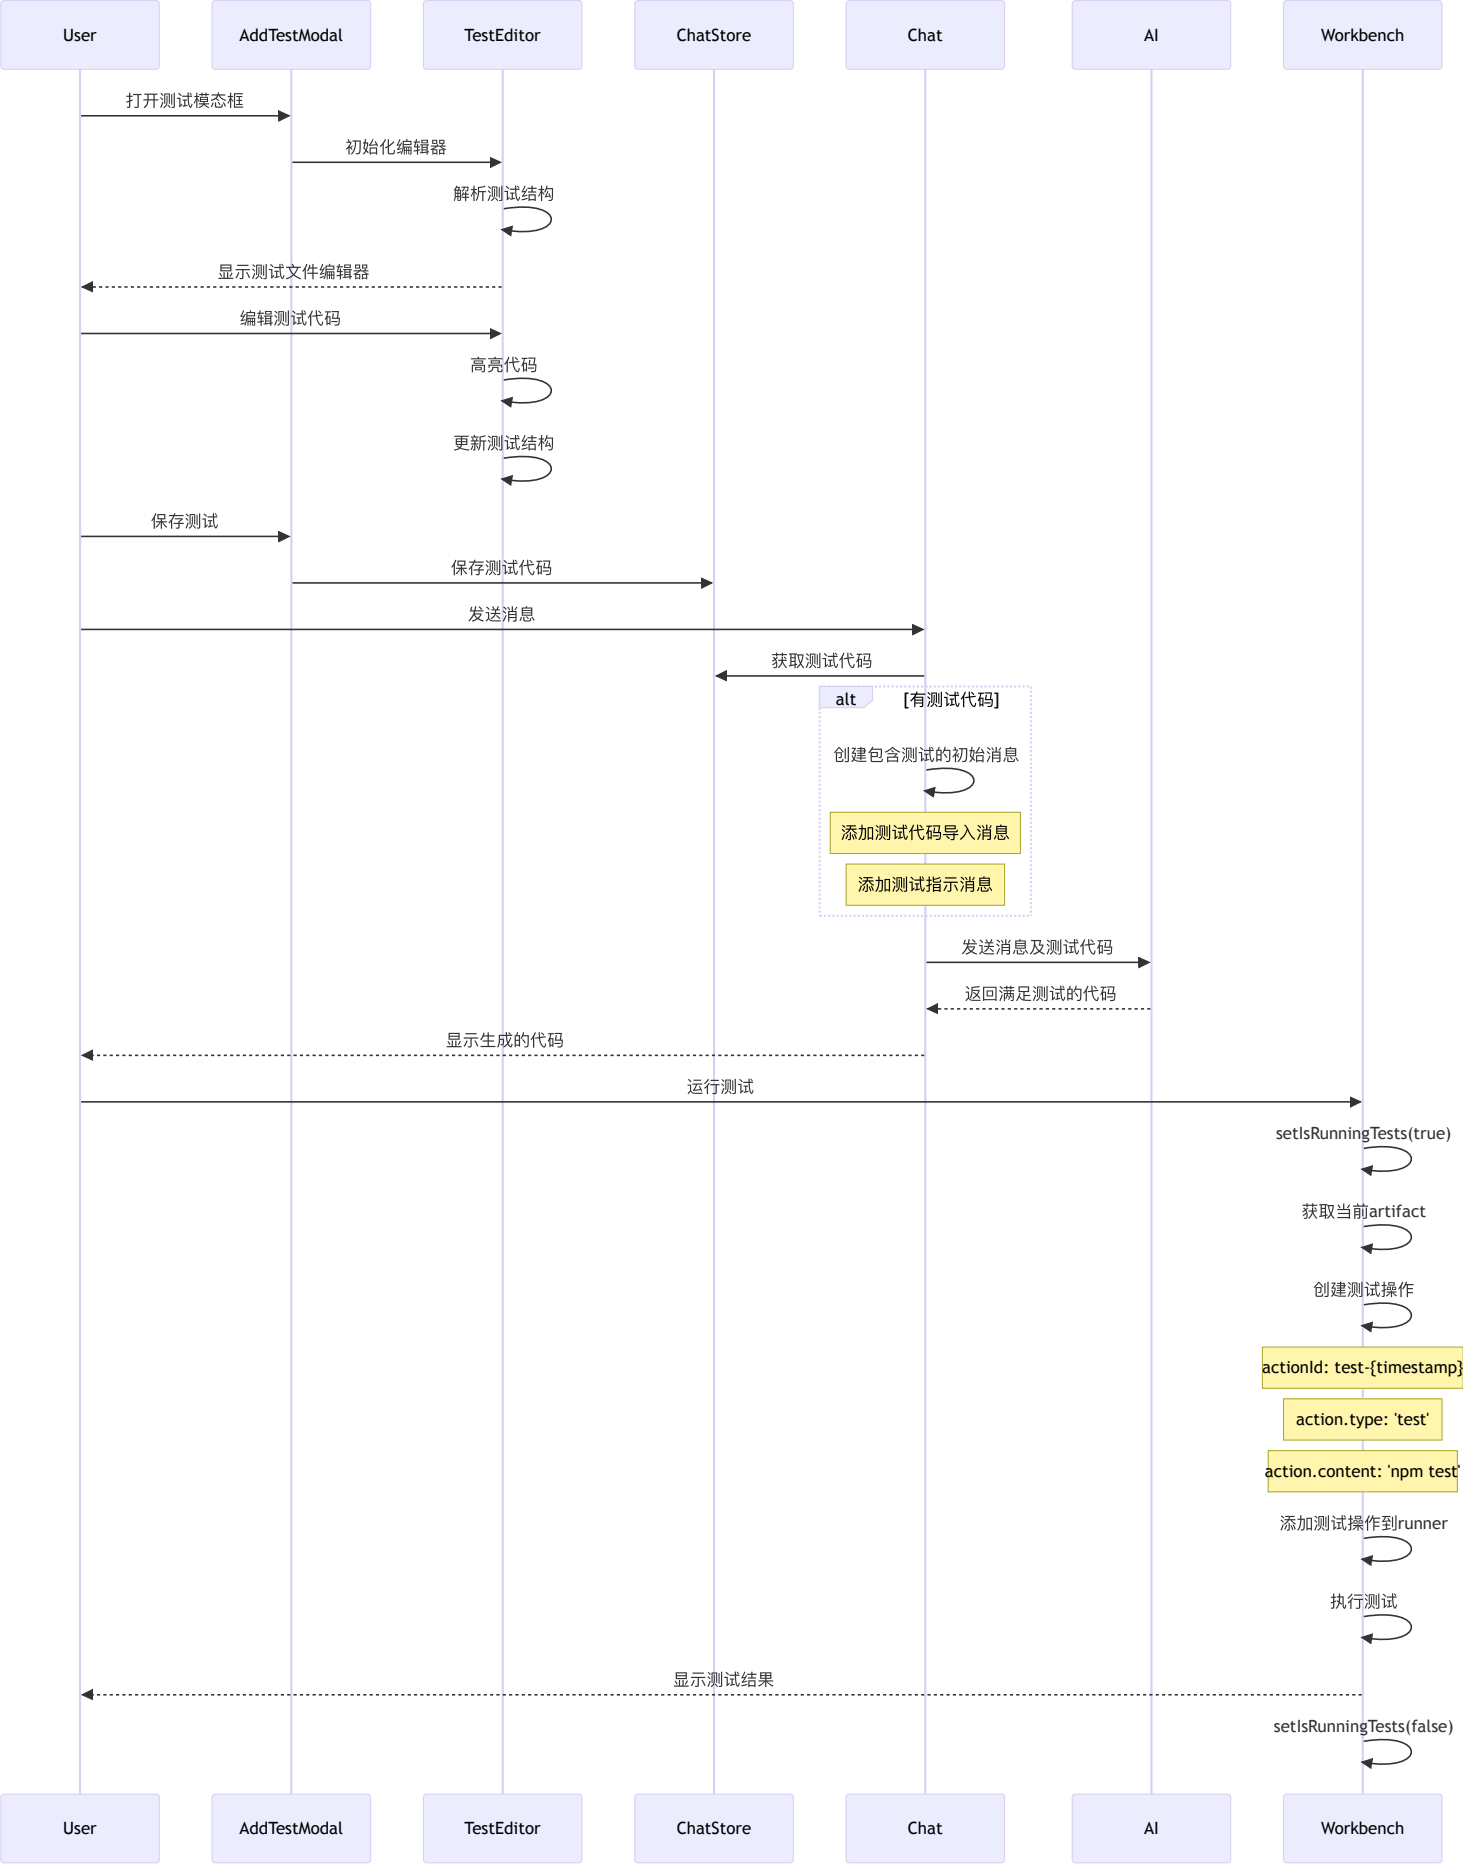 User
AddTestModal
TestEditor
ChatStore
Chat
AI
Workbench
打开测试模态框
初始化编辑器
解析测试结构
显示测试文件编辑器
编辑测试代码
高亮代码
更新测试结构
保存测试
保存测试代码
发送消息
获取测试代码
alt
[有测试代码]
创建包含测试的初始消息
添加测试代码导入消息
添加测试指示消息
发送消息及测试代码
返回满足测试的代码
显示生成的代码
运行测试
setIsRunningTests(true)
获取当前artifact
创建测试操作
actionId: test-{timestamp}
action.type: 'test'
action.content: 'npm test'
添加测试操作到runner
执行测试
显示测试结果
setIsRunningTests(false)
User
AddTestModal
TestEditor
ChatStore
Chat
AI
Workbench